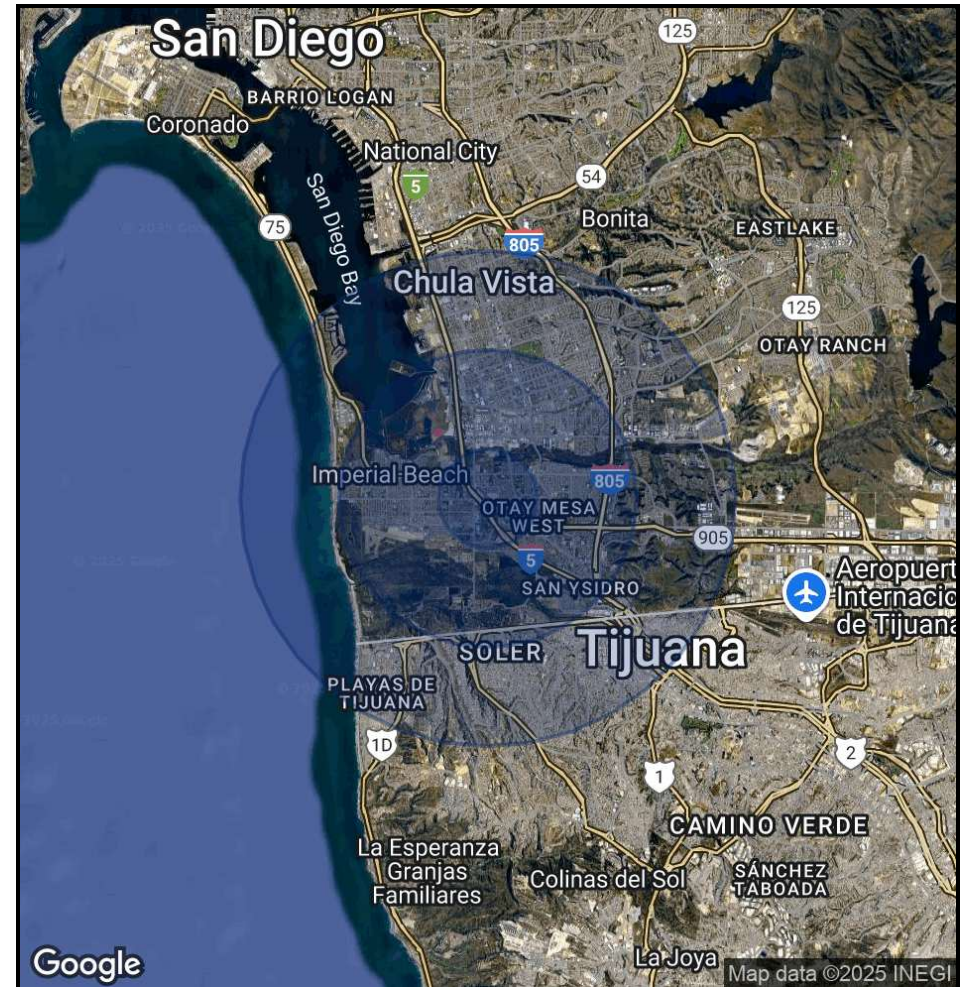 125
San Diego
BARRIO LOGAN
Coronado
National City
5
54
75
San Diego Bay
Bonita
EASTLAKE
805
Chula Vista
125
OTAY RANCH
Imperial Beach
805
OTAY MESA
WEST
905
5
SAN YSIDRO
Aeropuert
Internacio
de Tijuana
SOLER
Tijuana
PLAYAS DE
TIJUANA
1D
1
2
CAMINO VERDE
La Esperanza
Granjas
Familiares
Colinas del Sol
SÁNCHEZ
TABOADA
La Joya
Google
Map data ©2025 INEGI